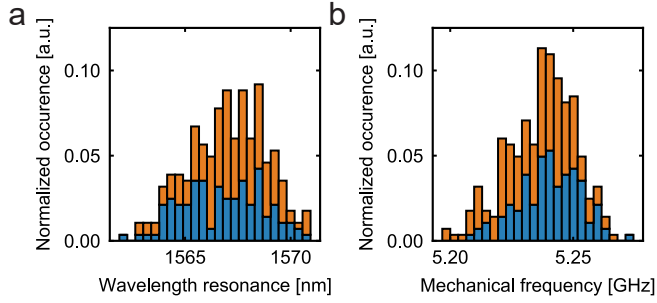 a
b
Normalized occurence [a.u.]
0.10
0.05
0.00
1565
1570
Wavelength resonance [nm]
Normalized occurence [a.u.]
0.10
0.05
0.00
5.20
5.25
Mechanical frequency [GHz]